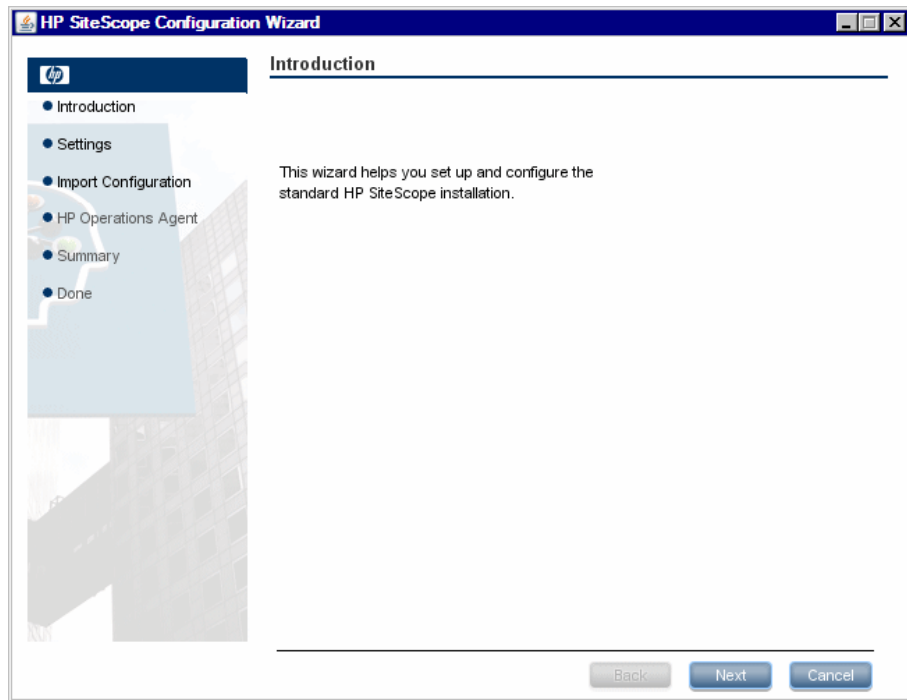 HP SiteScope Configuration Wizard
hp
Introduction
Settings
Import Configuration
HP Operations Agent
Summary
Done
Introduction
This wizard helps you set up and configure the
standard HP SiteScope installation.
Back
Next
Cancel